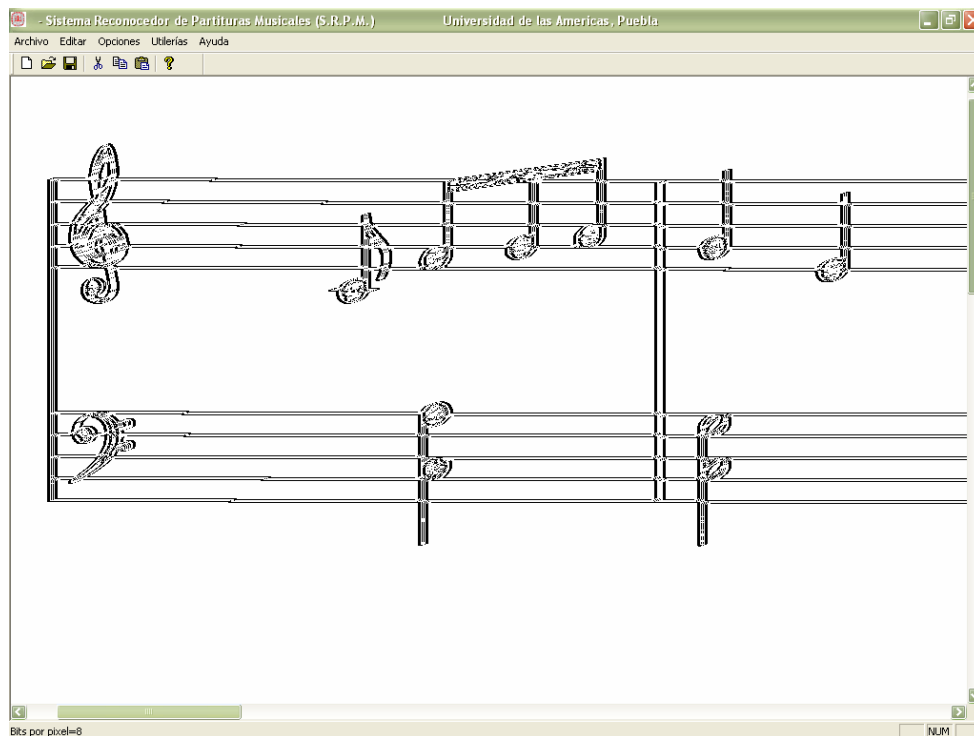 - Sistema Reconocedor de Partituras Musicales (S.R.P.M.) Universidad de las Americas, Puebla
Archivo Editar Opciones Utilerías Ayuda
Bits por pixel=8 NUM